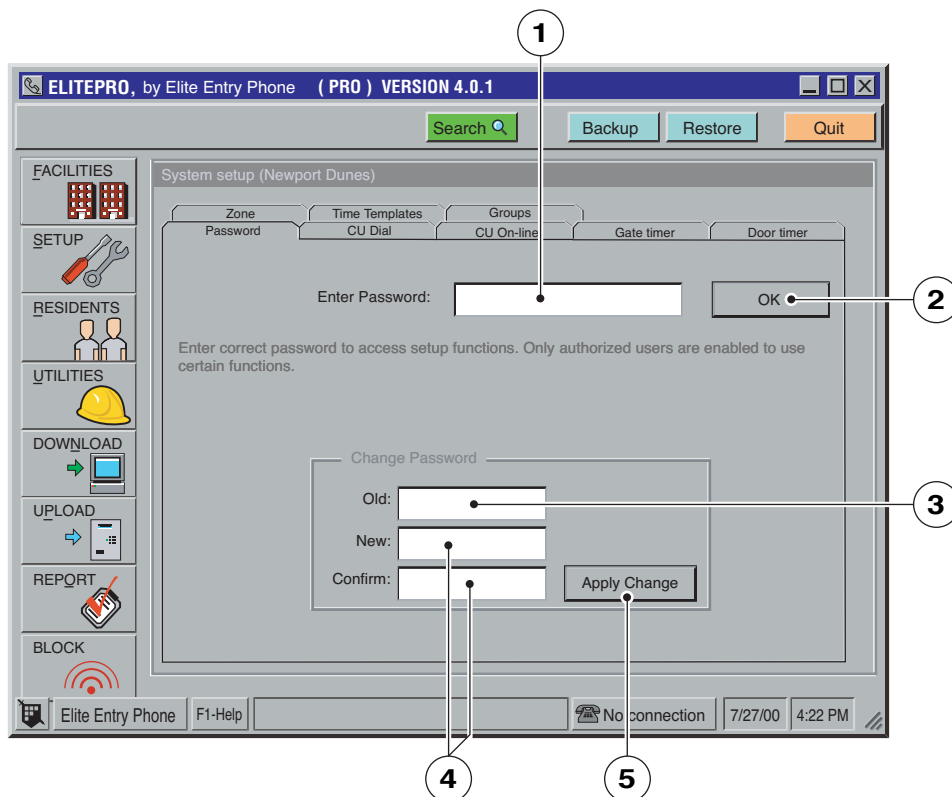 1
ELITEPRO, by Elite Entry Phone ( PRO ) VERSION 4.0.1
Search Backup Restore Quit
FACILITIES
SETUP
RESIDENTS
UTILITIES
DOWNLOAD
UPLOAD
REPORT
BLOCK
System setup (Newport Dunes)
Zone Time Templates Groups
Password CU Dial CU On-line Gate timer Door timer
Enter Password: OK 2
Enter correct password to access setup functions. Only authorized users are enabled to use
certain functions.
Change Password
Old: 3
New:
Confirm: Apply Change
Elite Entry Phone F1-Help No connection 7/27/00 4:22 PM
4 5